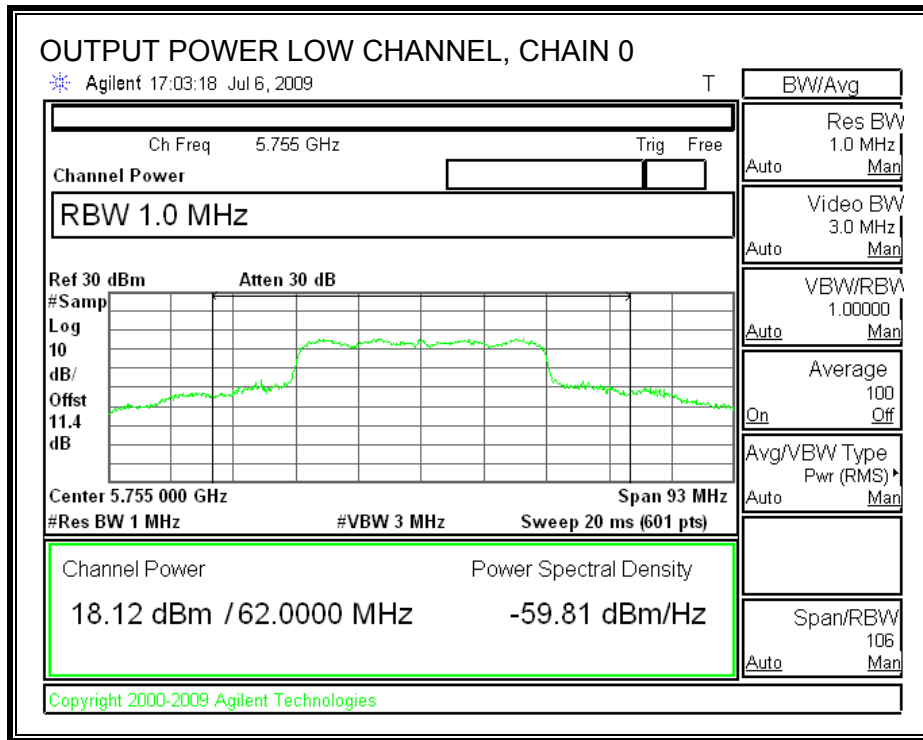 OUTPUT POWER LOW CHANNEL, CHAIN 0
Agilent 17:03:18 Jul 6, 2009 T
Ch Freq 5.755 GHz Trig Free
Channel Power
RBW 1.0 MHz
Ref 30 dBm Atten 30 dB
#Samp
Log
10
dB/
Offst
11.4
dB
Center 5.755 000 GHz Span 93 MHz
#Res BW 1 MHz #VBW 3 MHz Sweep 20 ms (601 pts)
Channel Power Power Spectral Density
18.12 dBm / 62.0000 MHz -59.81 dBm/Hz
Copyright 2000-2009 Agilent Technologies
BW/Avg
Res BW
1.0 MHz
Auto Man
Video BW
3.0 MHz
Auto Man
VBW/RBW
1.00000
Auto Man
Average
100
On Off
Avg/VBW Type
Pwr (RMS)
Auto Man
Span/RBW
106
Auto Man